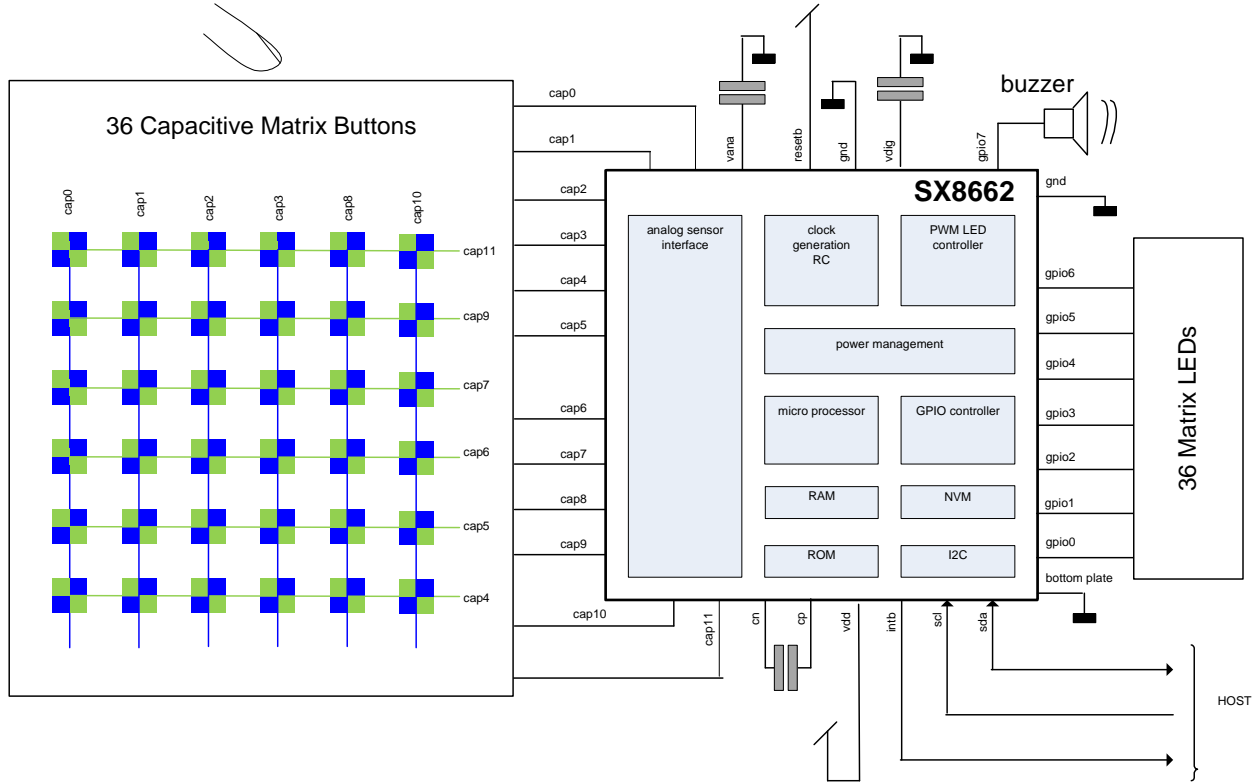 36 Capacitive Matrix Buttons
cap0
cap1
cap2
cap3
cap8
cap10
cap11
cap9
cap7
cap6
cap5
cap4
cap0
cap1
cap2
cap3
cap4
cap5
cap6
cap7
cap8
cap9
cap10
cap11
vana
resetb
gnd
vdig
gpio7
buzzer
SX8662
analog sensor
interface
clock
generation
RC
PWM LED
controller
power management
micro processor
GPIO controller
RAM
NVM
ROM
I2C
gnd
gpio6
gpio5
gpio4
gpio3
gpio2
gpio1
gpio0
bottom plate
36 Matrix LEDs
cn
cp
vdd
intb
scl
sda
HOST